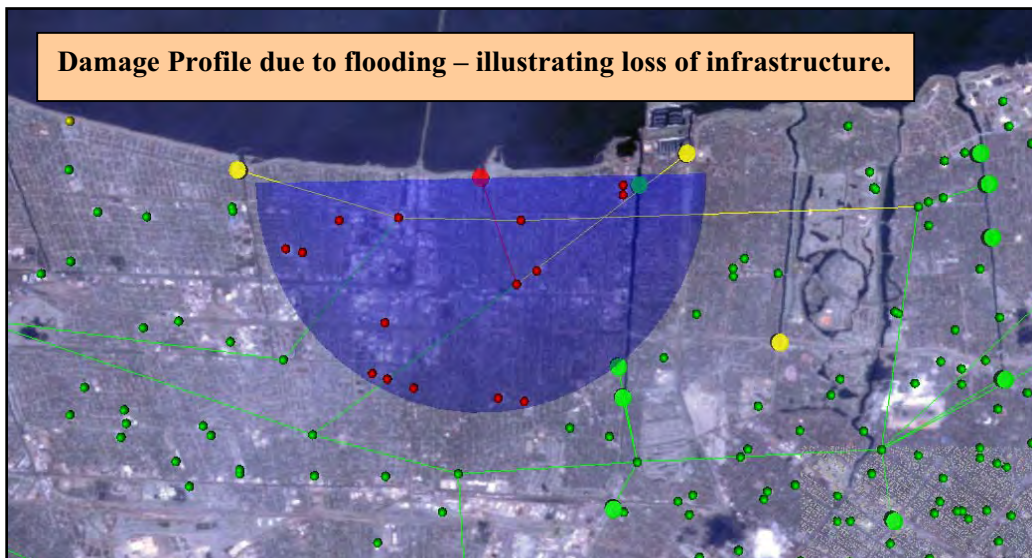 Damage Profile due to flooding – illustrating loss of infrastructure.